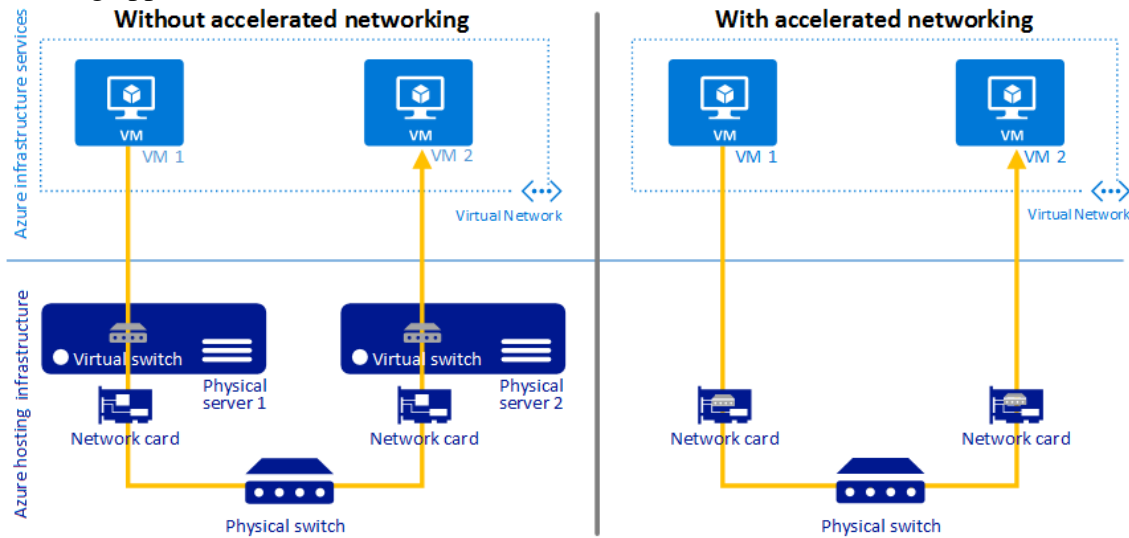 Without accelerated networking
With accelerated networking
Azure infrastructure services
VM
VM 1
VM
VM 2
Virtual Network
VM
VM 1
VM
VM 2
Virtual Network
Azure hosting infrastructure
Virtual switch
Physical
server 1
Virtual switch
Physical
server 2
Network card
Network card
Physical switch
Network card
Network card
Physical switch